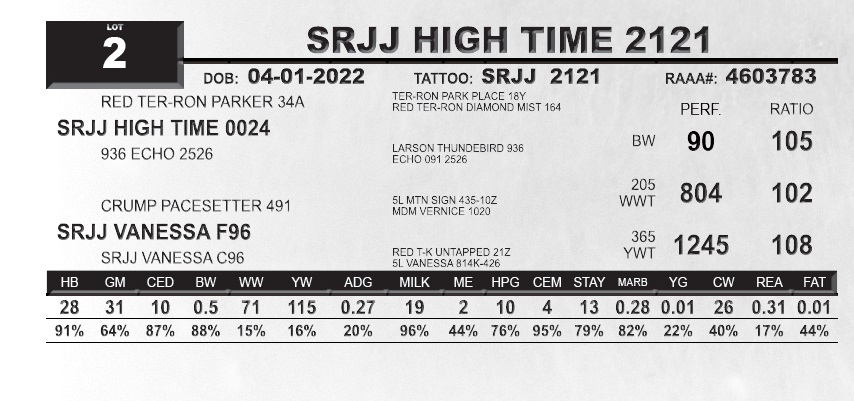 LOT
2
SRJJ HIGH TIME 2121
DOB: 04-01-2022 TATTOO: SRJJ 2121 RAAA#: 4603783
RED TER-RON PARKER 34A
TER-RON PARK PLACE 18Y
RED TER-RON DIAMOND MIST 164
SRJJ HIGH TIME 0024
936 ECHO 2526
LARSON THUNDEBIRD 936
ECHO 091 2526
CRUMP PACESETTER 491
5L MTN SIGN 435-10Z
MDM VERNICE 1020
SRJJ VANESSA F96
SRJJ VANESSA C96
RED T-K UNTAPPED 21Z
5L VANESSA 814K-426
PERF. RATIO
BW 90 105
205 WWT 804 102
365 YWT 1245 108
HB GM CED BW WW YW ADG MILK ME HPG CEM STAY MARB YG CW REA FAT
28 31 10 0.5 71 115 0.27 19 2 10 4 13 0.28 0.01 26 0.31 0.01
91% 64% 87% 88% 15% 16% 20% 96% 44% 76% 95% 79% 82% 22% 40% 17% 44%